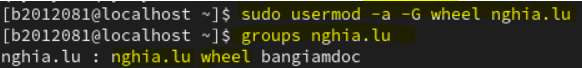 [b2012081@localhost ~]$ sudo usermod -a -G wheel nghia.lu
[b2012081@localhost ~]$ groups nghia.lu
nghia.lu : nghia.lu wheel bangiamdoc